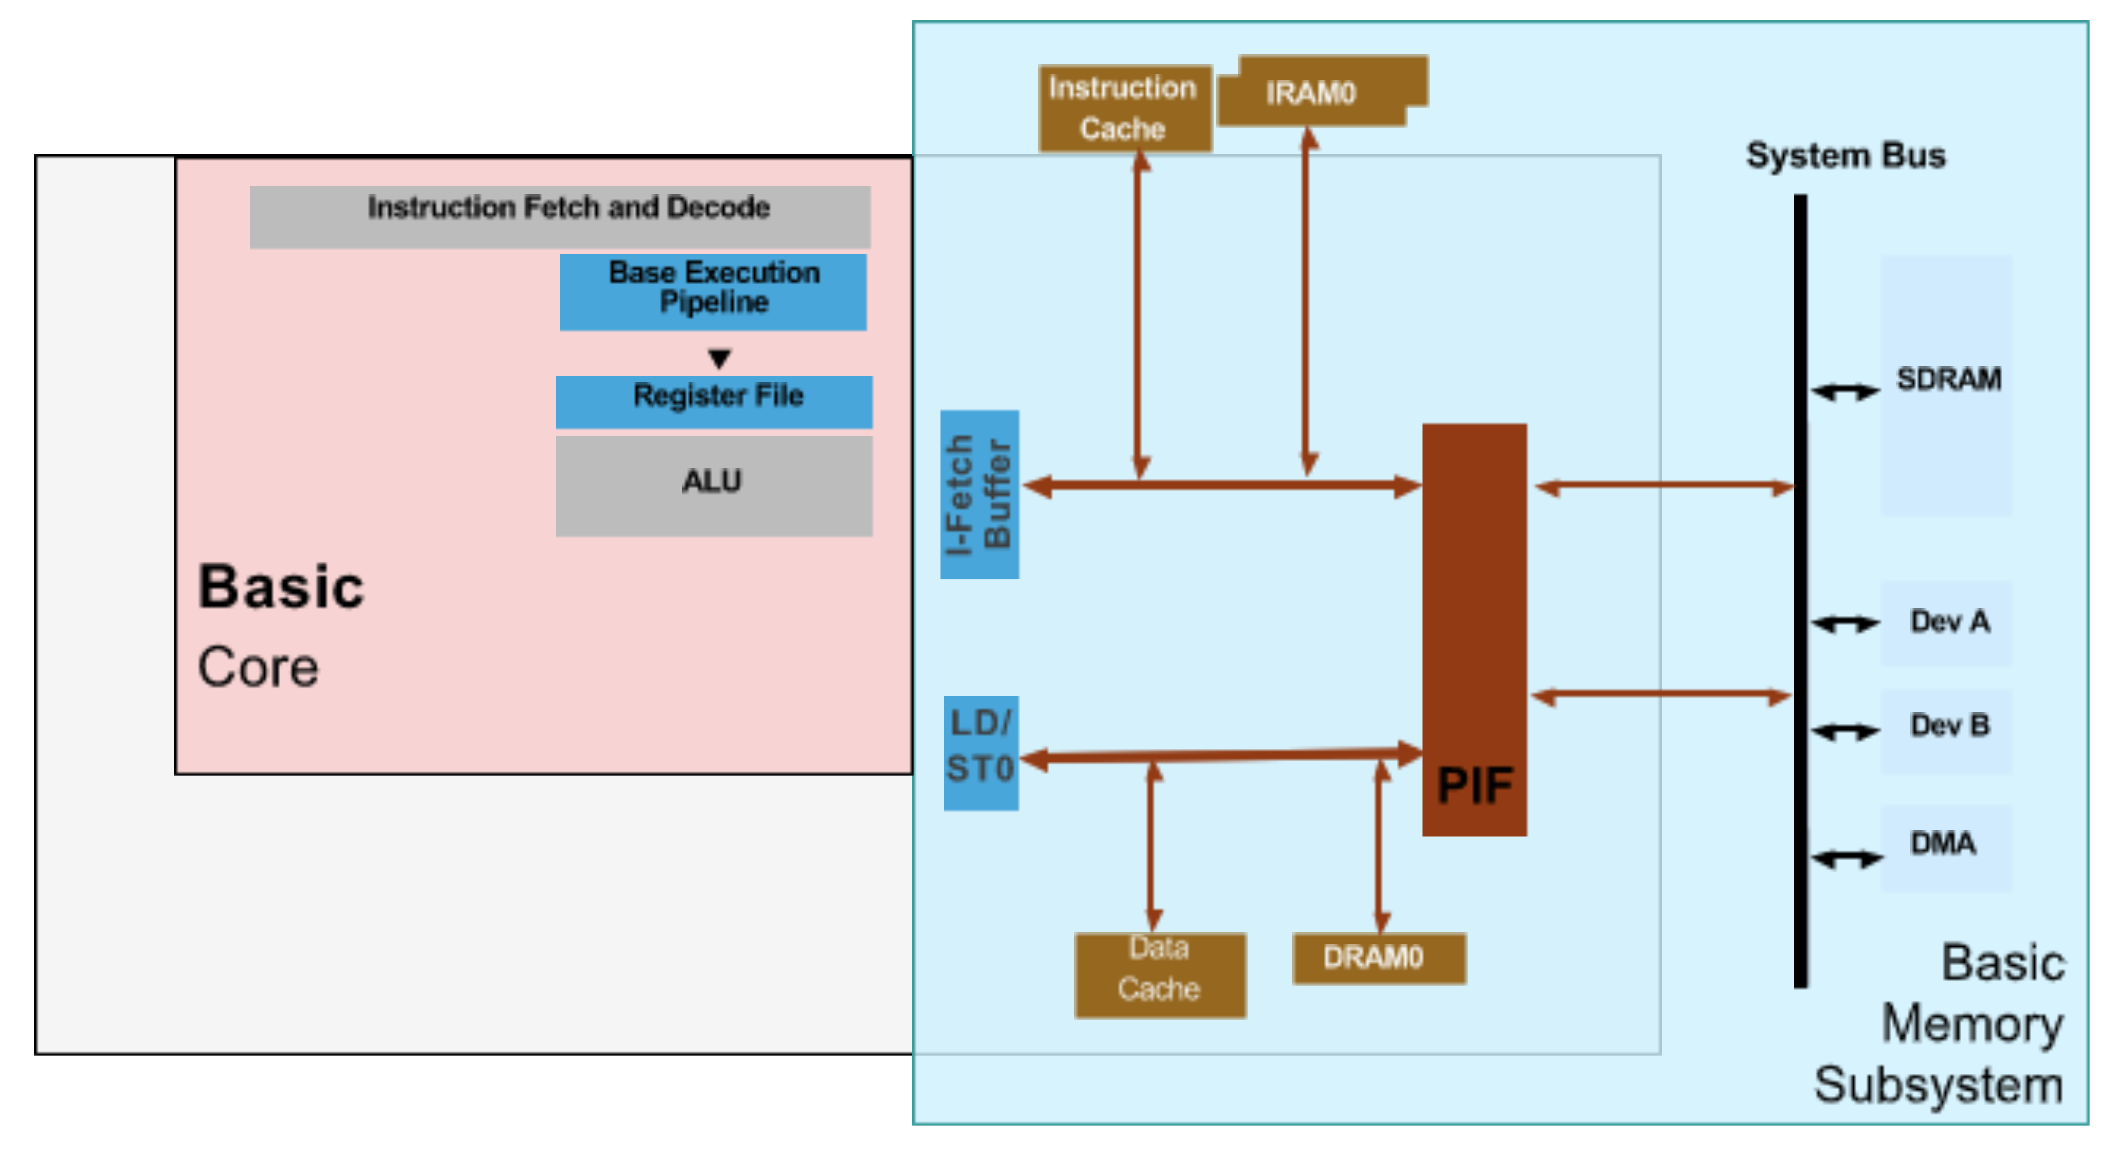 Instruction
Cache
IRAM0
System Bus
Instruction Fetch and Decode
Base Execution
Pipeline
Register File
ALU
Basic
Core
I-Fetch
Buffer
LD/
ST0
PIF
SDRAM
Dev A
Dev B
DMA
Data
Cache
DRAM0
Basic
Memory
Subsystem